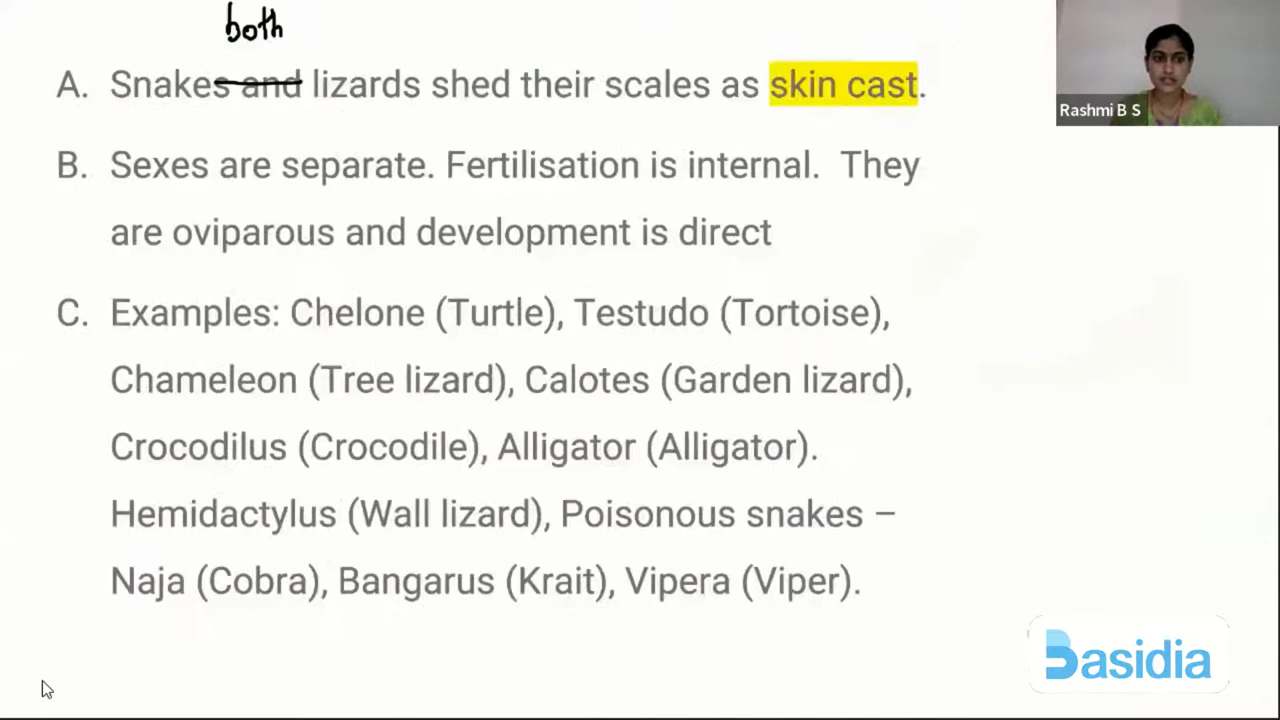 both
A. Snakes and lizards shed their scales as skin cast.
Rashmi B S
B. Sexes are separate. Fertilisation is internal. They
are oviparous and development is direct
C. Examples: Chelone (Turtle), Testudo (Tortoise),
Chameleon (Tree lizard), Calotes (Garden lizard),
Crocodilus (Crocodile), Alligator (Alligator).
Hemidactylus (Wall lizard), Poisonous snakes –
Naja (Cobra), Bangarus (Krait), Vipera (Viper).
Basidia